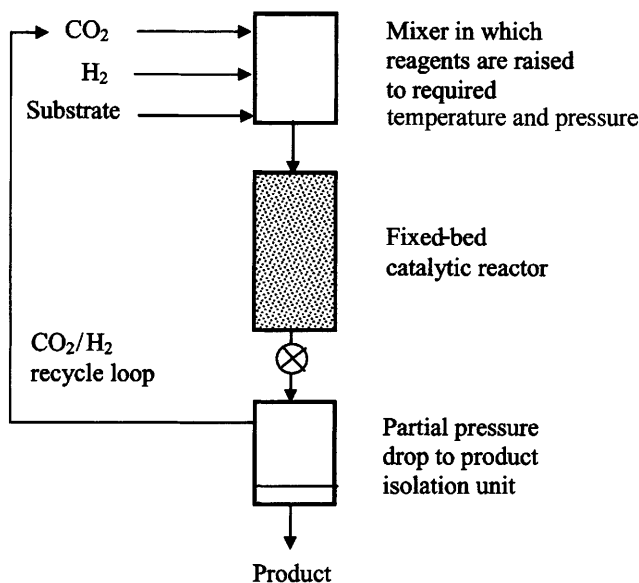 CO₂
H₂
Substrate
Mixer in which
reagents are raised
to required
temperature and pressure
Fixed-bed
catalytic reactor
CO₂/H₂
recycle loop
Partial pressure
drop to product
isolation unit
Product